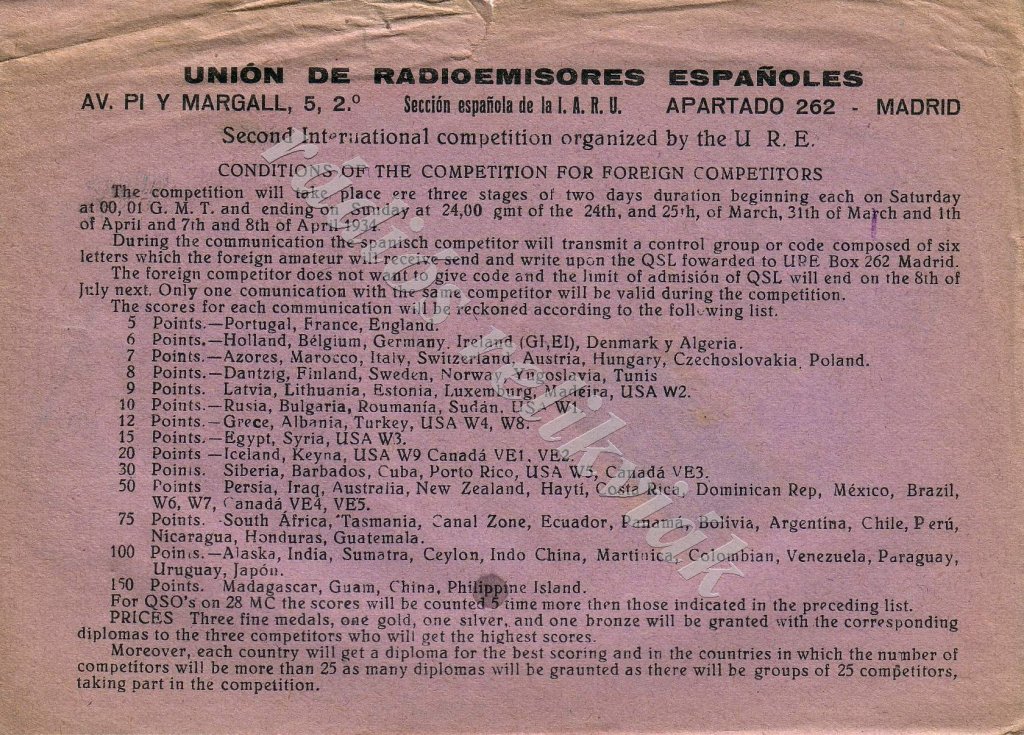 UNIÓN DE RADIOEMISORES ESPAÑOLES
AV. PI Y MARGALL, 5, 2.º Sección española de la I. A. R. U. APARTADO 262 - MADRID
Second International competition organized by the U R. E.
CONDITIONS OF THE COMPETITION FOR FOREIGN COMPETITORS
The competition will take place ere three stages of two days duration beginning each on Saturday
at 00, 01 G. M. T. and ending on Sunday at 24,00 gmt of the 24th, and 25th, of March, 31th of March and 1th
of April and 7th and 8th of April 1934.
During the communication the spanisch competitor will transmit a control group or code composed of six
letters which the foreign amateur will receive send and write upon the QSL fowarded to URE Box 262 Madrid.
The foreign competitor does not want to give code and the limit of admisión of QSL will end on the 8th of
July next. Only one comunication with the same competitor will be valid during the competition.
The scores for each communication will be reckoned according to the following list.
5 Points.—Portugal, France, England.
6 Points.—Holland, Bélgium, Germany, Ireland (GI,EI), Denmark y Algeria.
7 Points.—Azores, Marocco, Italv, Switzerland, Austria, Hungary, Czechoslovakia, Poland.
8 Points.—Dantzig, Finland, Sweden, Norway, Yugoslavia, Tunis
9 Points. Latvia, Lithuania, Estonia, Luxemburg, Madeira, USA W2.
10 Points.—Rusia, Bulgaria, Roumanía, Sudán, USA W1.
12 Points.—Grece, Albania, Turkey, USA W4, W8.
15 Points.—Egypt, Syria, USA W3.
20 Points —Iceland, Keyna, USA W9 Canadá VE1, VE2.
30 Points. Siberia, Barbados, Cuba, Porto Rico, USA W5, Canadá VE3.
50 Points Persia, Iraq, Australia, New Zealand, Haytí, Costa Rica, Dominican Rep, México, Brazil,
W6, W7, Canadá VE4, VE5.
75 Points. -South África, Tasmania, Canal Zone, Ecuador, Panamá, Bolivia, Argentina, Chile, Perú,
Nicaragua, Honduras, Guatemala.
100 Points.—Alaska, India, Sumatra, Ceylon, Indo China, Martinica, Colombian, Venezuela, Paraguay,
Uruguay, Japón.
150 Points. Madagascar, Guam, China, Philippine Island.
For QSO's on 28 MC the scores will be counted 5 time more then those indicated in the preceding list.
PRICES Three fine medals, one gold, one silver, and one bronze will be granted with the corresponding
diplomas to the three competitors who will get the highest scores.
Moreover, each country will get a diploma for the best scoring and in the countries in which the number of
competitors will be more than 25 as many diplomas will be graunted as there will be groups of 25 competitors,
taking part in the competition.
rádiós relikviák